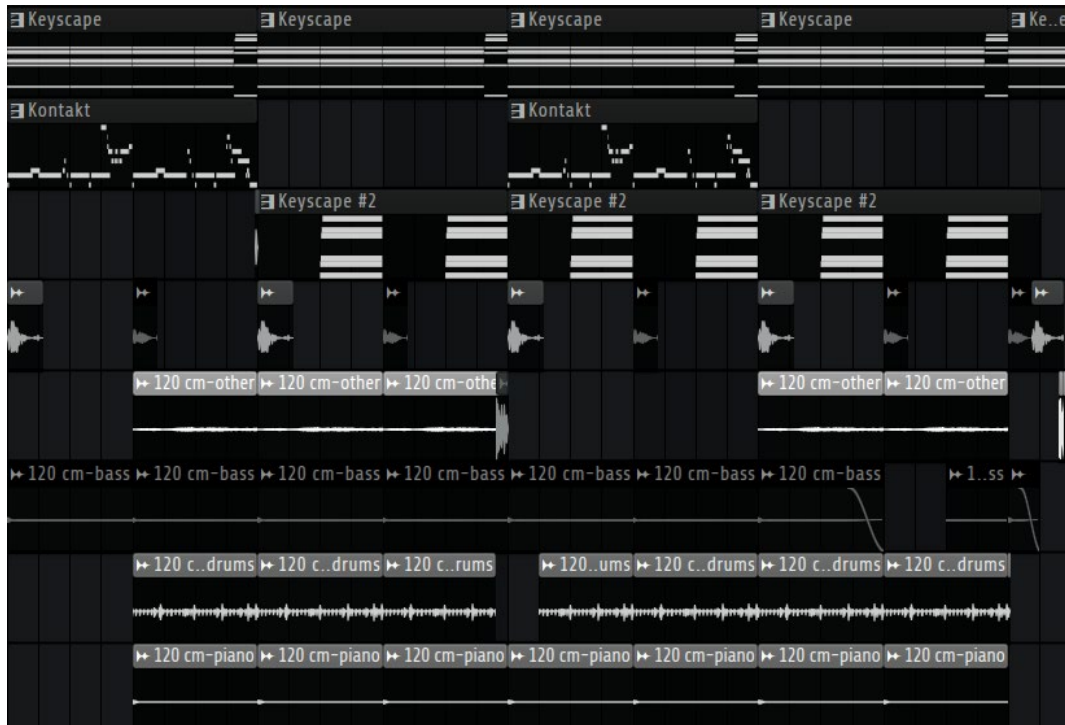 Keyscape Keyscape Keyscape Keyscape Ke..e
Kontakt Kontakt
Keyscape #2 Keyscape #2 Keyscape #2
120 cm-other 120 cm-other 120 cm-othe 120 cm-other 120 cm-other
120 cm-bass 120 cm-bass 120 cm-bass 120 cm-bass 120 cm-bass 120 cm-bass 120 cm-bass 1..ss
120 c..drums 120 c..drums 120 c..rums 120..ums 120 c..drums 120 c..drums 120 c..drums
120 cm-piano 120 cm-piano 120 cm-piano 120 cm-piano 120 cm-piano 120 cm-piano 120 cm-piano